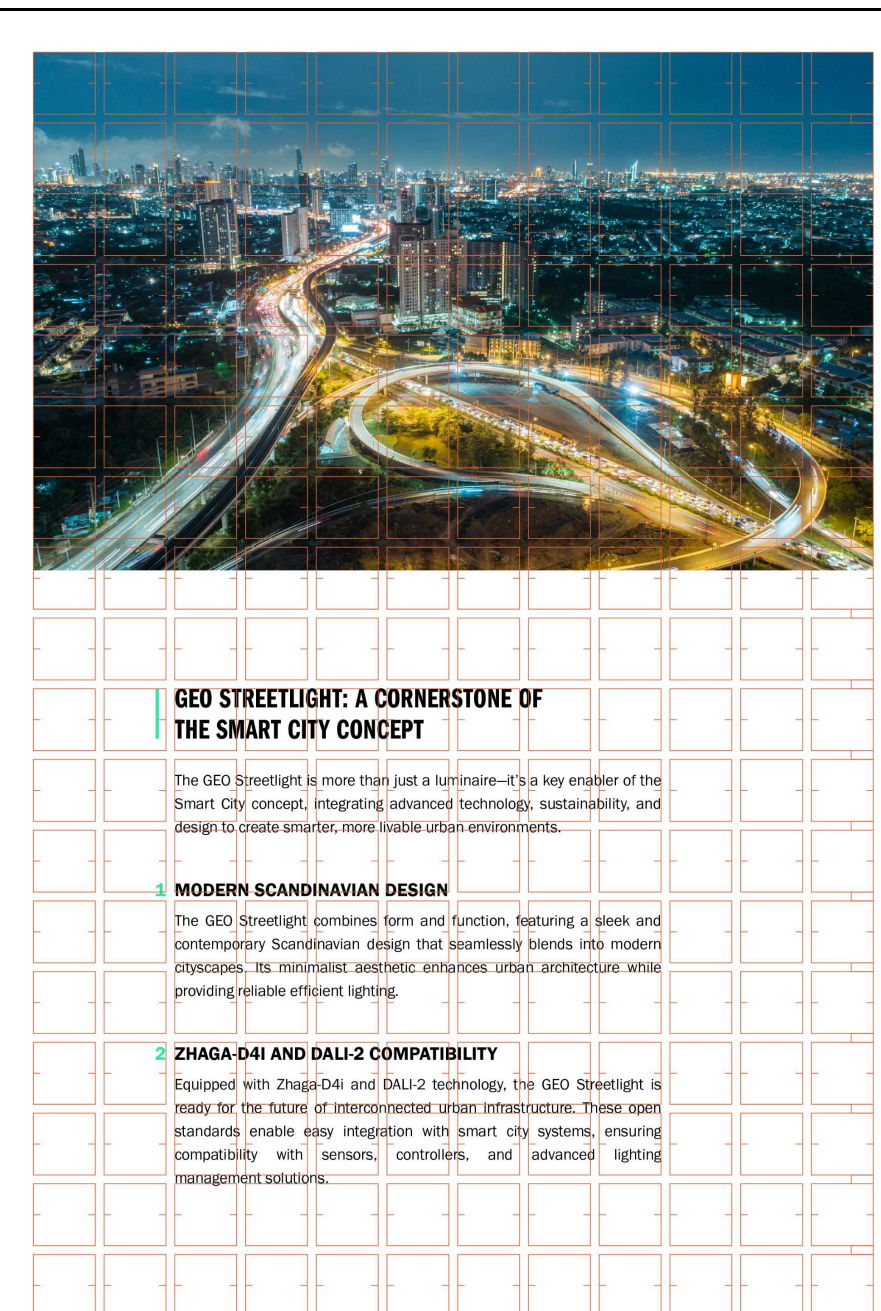 GEO STREETLIGHT: A CORNERSTONE OF
THE SMART CITY CONCEPT
The GEO Streetlight is more than just a luminaire—it's a key enabler of the
Smart City concept, integrating advanced technology, sustainability, and
design to create smarter, more livable urban environments.
1 MODERN SCANDINAVIAN DESIGN
The GEO Streetlight combines form and function, featuring a sleek and
contemporary Scandinavian design that seamlessly blends into modern
cityscapes. Its minimalist aesthetic enhances urban architecture while
providing reliable efficient lighting.
2 ZHAGA-D4I AND DALI-2 COMPATIBILITY
Equipped with Zhaga-D4i and DALI-2 technology, the GEO Streetlight is
ready for the future of interconnected urban infrastructure. These open
standards enable easy integration with smart city systems, ensuring
compatibility with sensors, controllers, and advanced lighting
management solutions.